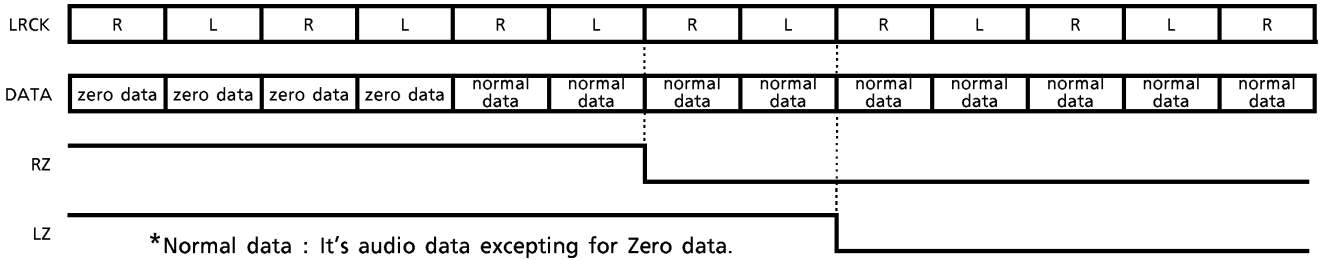 LRCK R L R L R L R L R L R L R
DATA zero data zero data zero data zero data normal data normal data normal data normal data normal data normal data normal data normal data normal data
RZ
LZ
*Normal data : It's audio data excepting for Zero data.